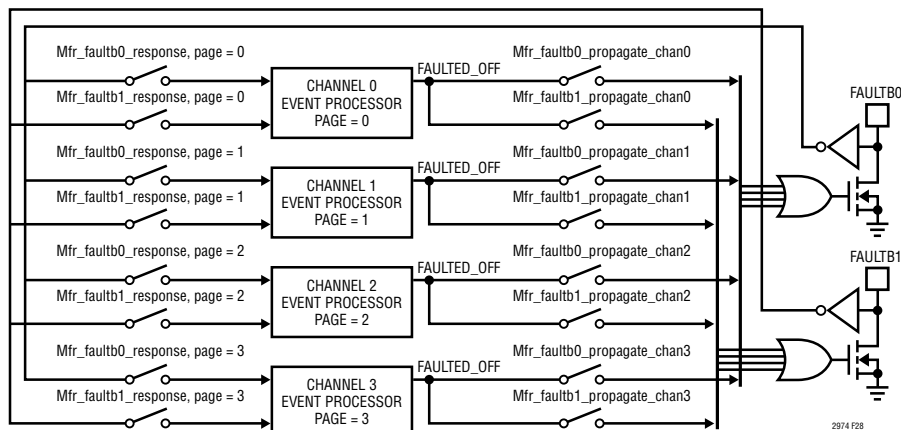 Mfr_faultb0_response, page = 0
Mfr_faultb1_response, page = 0
CHANNEL 0
EVENT PROCESSOR
PAGE = 0
FAULTED_OFF
Mfr_faultb0_propagate_chan0
Mfr_faultb1_propagate_chan0
FAULTB0
Mfr_faultb0_response, page = 1
Mfr_faultb1_response, page = 1
CHANNEL 1
EVENT PROCESSOR
PAGE = 1
FAULTED_OFF
Mfr_faultb0_propagate_chan1
Mfr_faultb1_propagate_chan1
Mfr_faultb0_response, page = 2
Mfr_faultb1_response, page = 2
CHANNEL 2
EVENT PROCESSOR
PAGE = 2
FAULTED_OFF
Mfr_faultb0_propagate_chan2
Mfr_faultb1_propagate_chan2
FAULTB1
Mfr_faultb0_response, page = 3
Mfr_faultb1_response, page = 3
CHANNEL 3
EVENT PROCESSOR
PAGE = 3
FAULTED_OFF
Mfr_faultb0_propagate_chan3
Mfr_faultb1_propagate_chan3
2974 F28